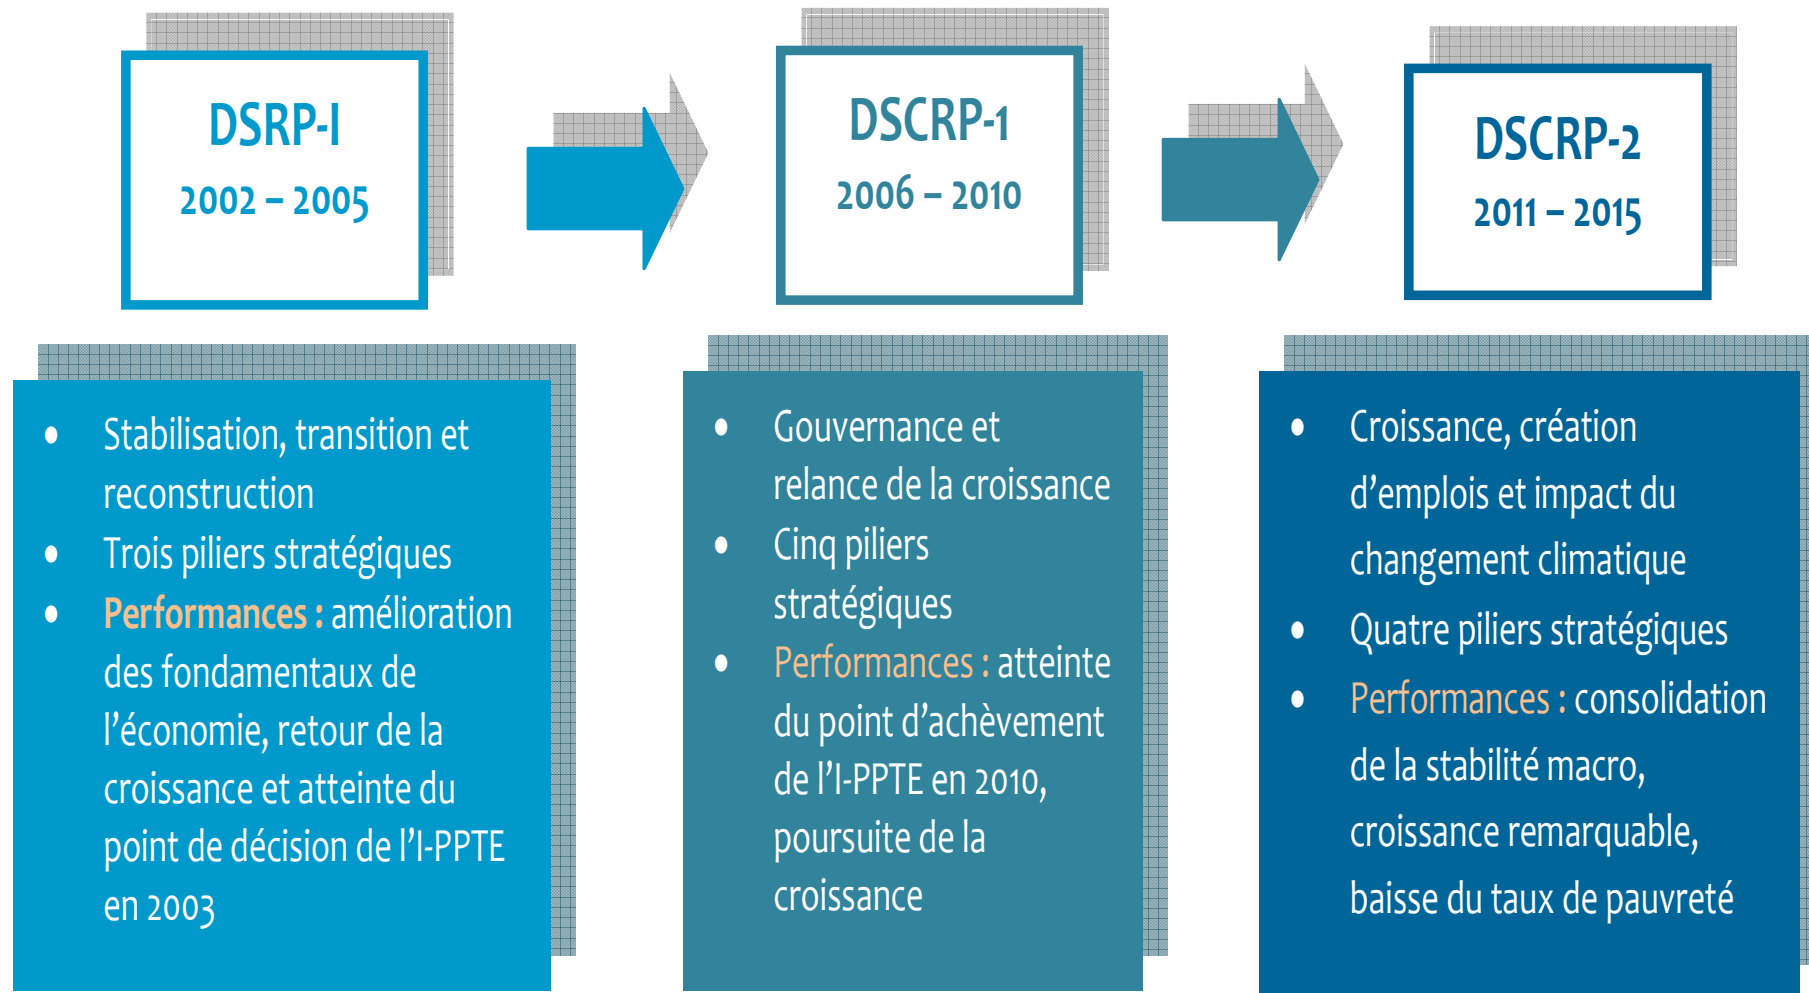 DSRP-I
2002 – 2005
DSCRP-1
2006 – 2010
DSCRP-2
2011 – 2015
• Stabilisation, transition et
reconstruction
• Trois piliers stratégiques
• Performances : amélioration
des fondamentaux de
l’économie, retour de la
croissance et atteinte du
point de décision de l’I-PPTE
en 2003
• Gouvernance et
relance de la croissance
• Cinq piliers
stratégiques
• Performances : atteinte
du point d’achèvement
de l’I-PPTE en 2010,
poursuite de la
croissance
• Croissance, création
d’emplois et impact du
changement climatique
• Quatre piliers stratégiques
• Performances : consolidation
de la stabilité macro,
croissance remarquable,
baisse du taux de pauvreté